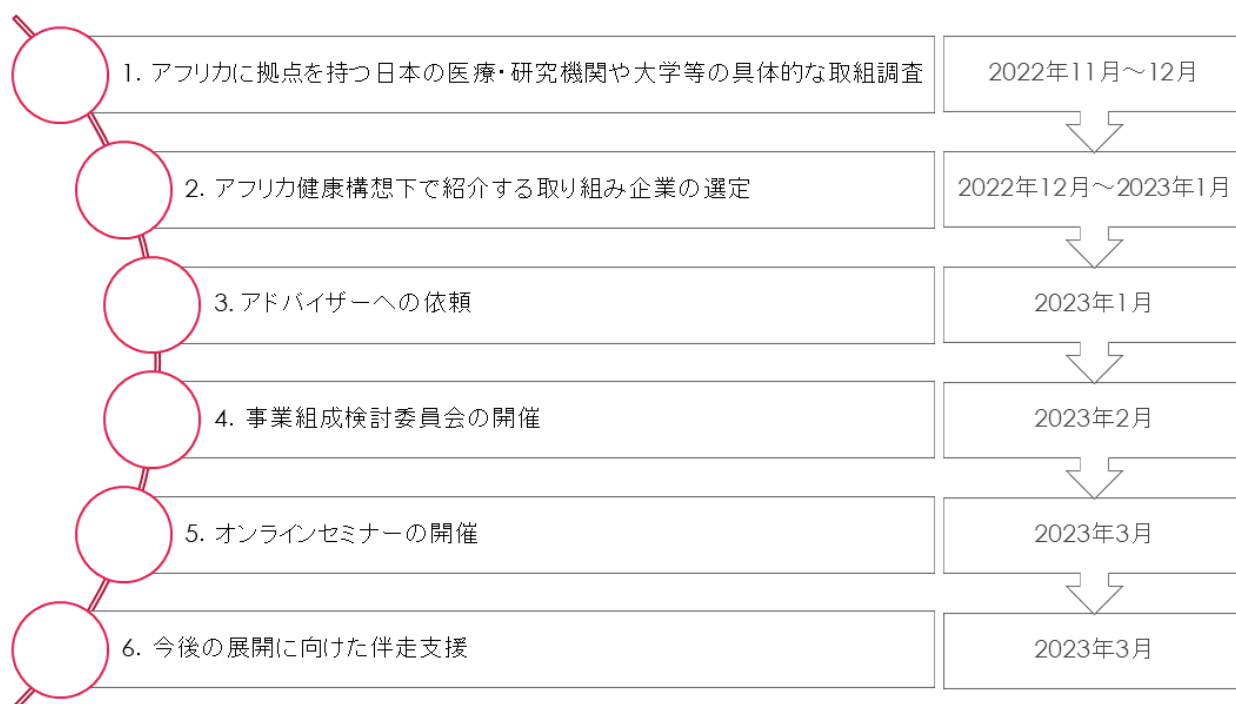 1. アフリカに拠点を持つ日本の医療・研究機関や大学等の具体的な取組調査
2022年11月～12月
2. アフリカ健康構想下で紹介する取り組み企業の選定
2022年12月～2023年1月
3. アドバイザーへの依頼
2023年1月
4. 事業組成検討委員会の開催
2023年2月
5. オンラインセミナーの開催
2023年3月
6. 今後の展開に向けた伴走支援
2023年3月